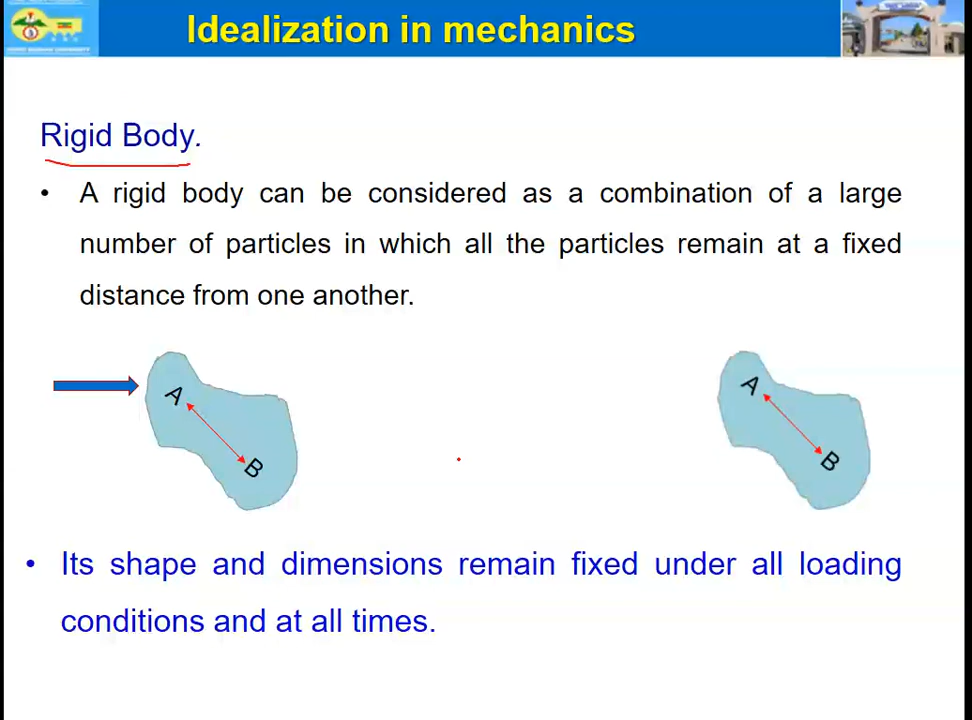 Idealization in mechanics
Rigid Body.
• A rigid body can be considered as a combination of a large
number of particles in which all the particles remain at a fixed
distance from one another.
A
B
A
B
• Its shape and dimensions remain fixed under all loading
conditions and at all times.